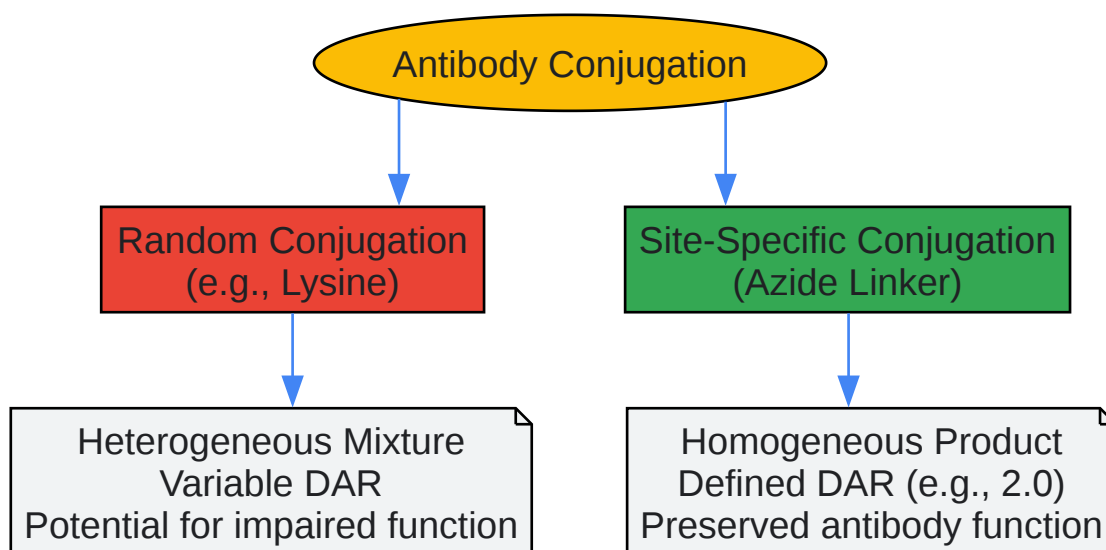 Antibody Conjugation
Random Conjugation
(e.g., Lysine)
Site-Specific Conjugation
(Azide Linker)
Heterogeneous Mixture
Variable DAR
Potential for impaired function
Homogeneous Product
Defined DAR (e.g., 2.0)
Preserved antibody function